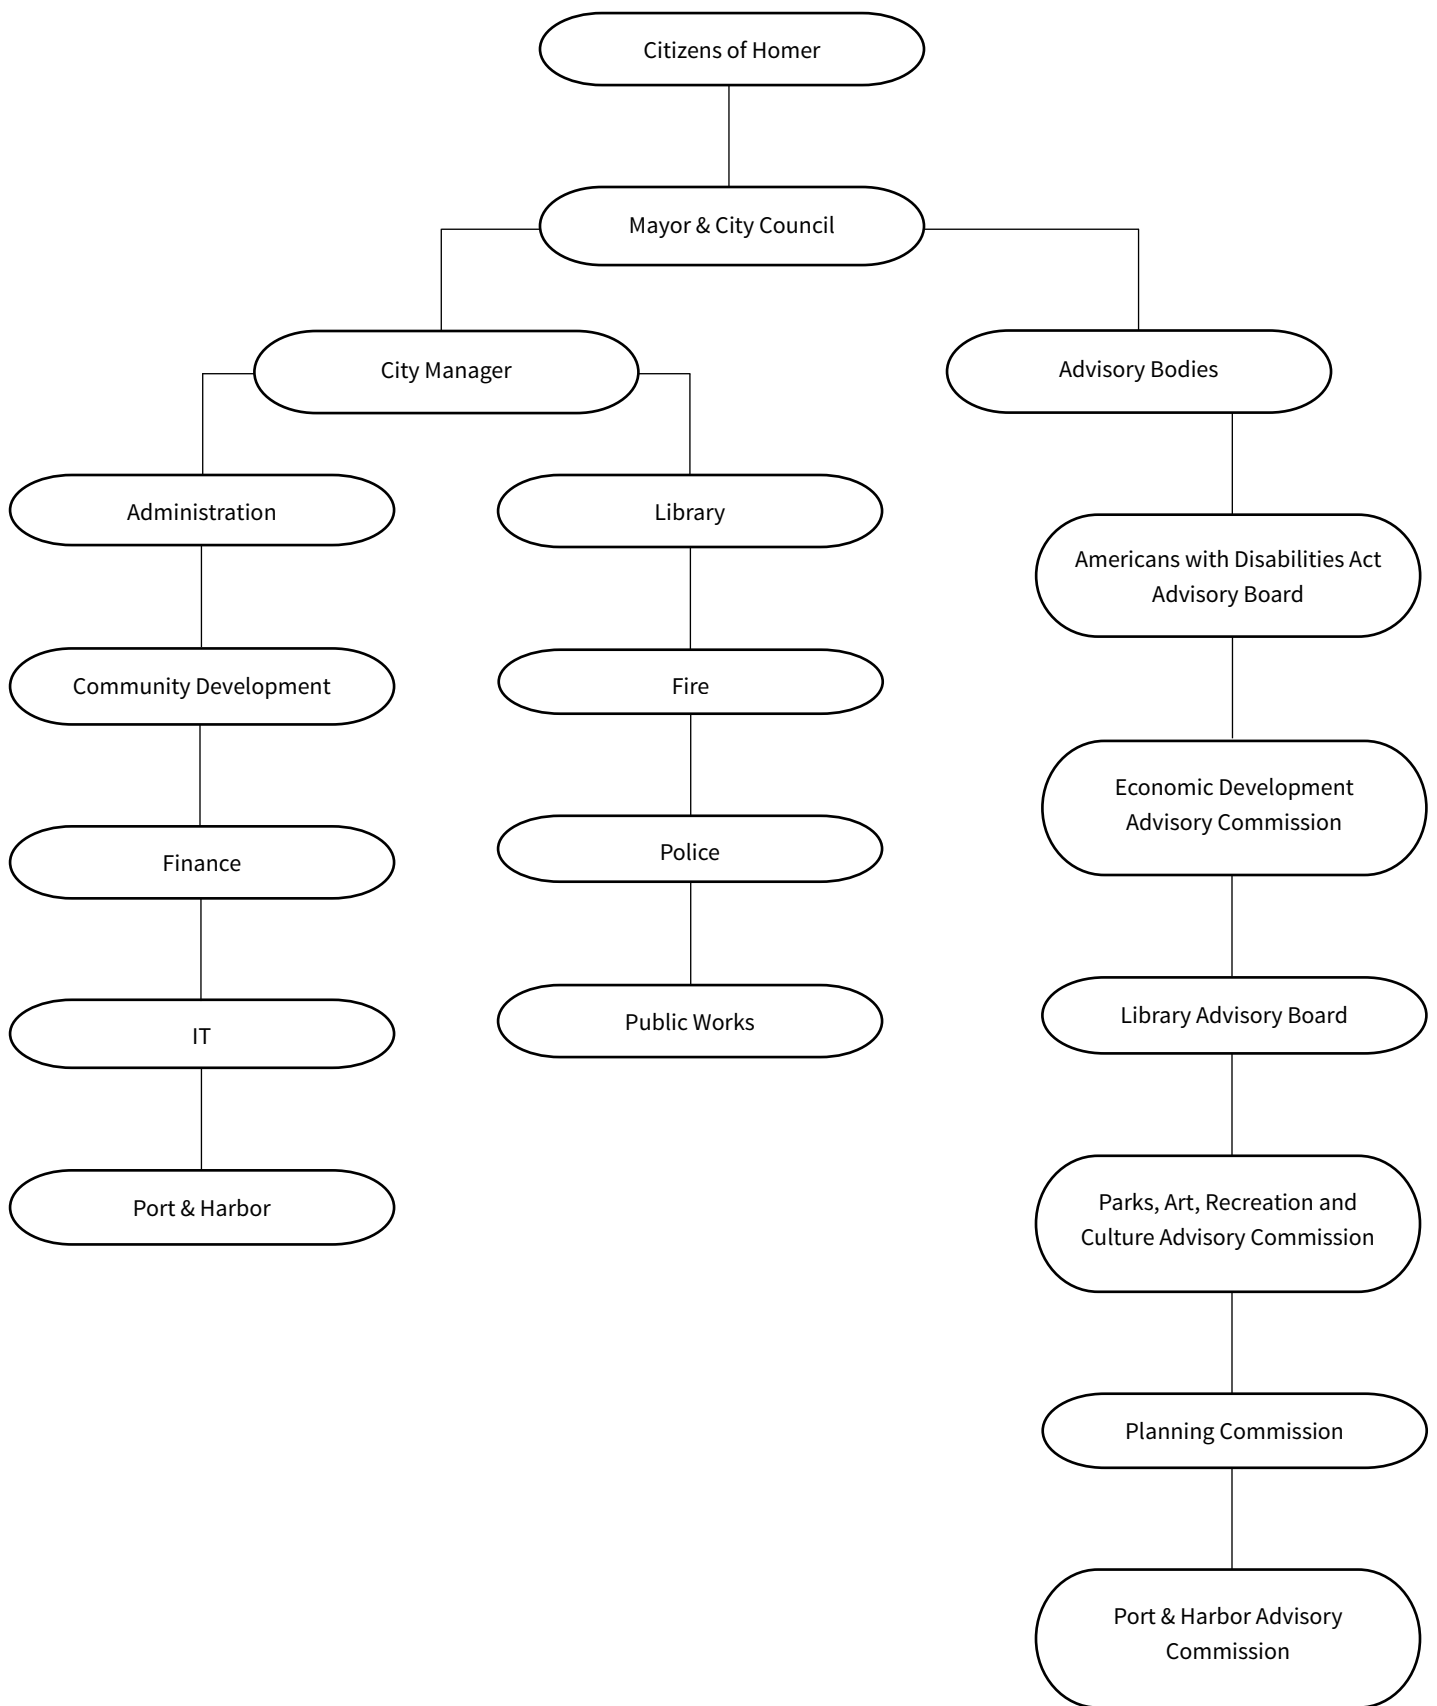 Citizens of Homer
Mayor & City Council
City Manager
Advisory Bodies
Administration
Library
Americans with Disabilities Act
Advisory Board
Community Development
Fire
Economic Development
Advisory Commission
Finance
Police
Library Advisory Board
IT
Public Works
Parks, Art, Recreation and
Culture Advisory Commission
Port & Harbor
Planning Commission
Port & Harbor Advisory
Commission